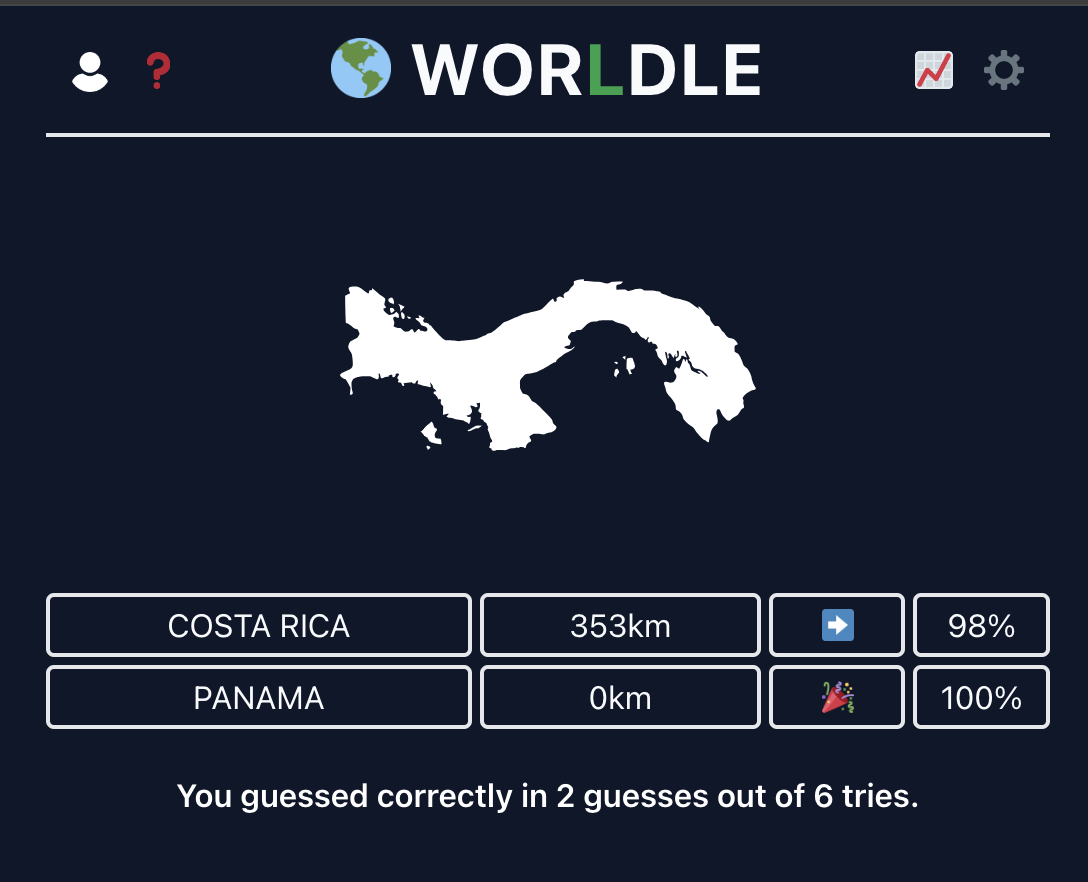 WORLDLE
COSTA RICA 353km 98%
PANAMA 0km 100%
You guessed correctly in 2 guesses out of 6 tries.